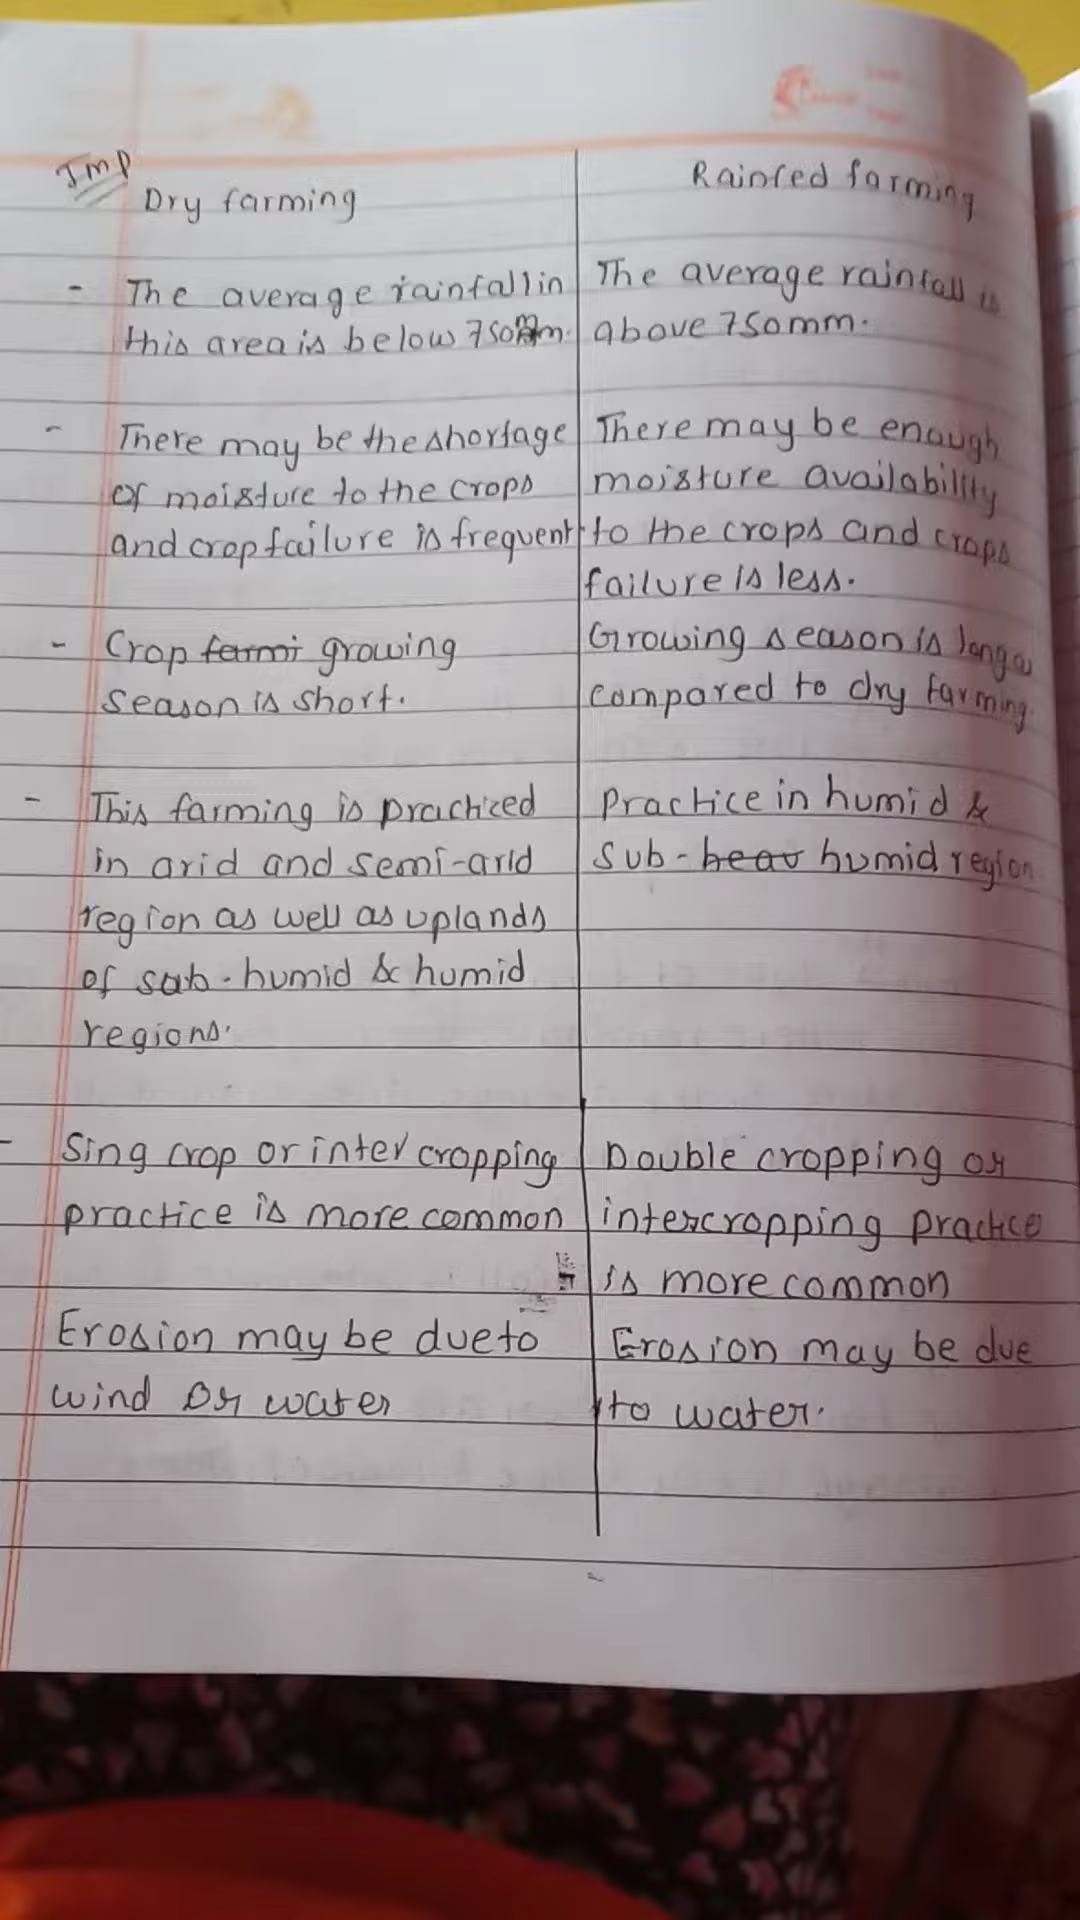 Imp
Dry farming
- The average rainfall in
this area is below 750mm.
- There may be the shortage
of moisture to the crops
and crop failure is frequent.
- Crop farmi growing
season is short.
- This farming is practized
in arid and semi-arid
region as well as uplands
of sub-humid & humid
regions.
- Sing crop or inter cropping
practice is more common
Erosion may be due to
wind or water
Rainfed farming
The average rainfall is
above 750mm.
There may be enough
moisture availability
to the crops and crops
failure is less.
Growing season is longer
compared to dry farming.
Practice in humid &
Sub- humid region
Double cropping or
intercropping practice
is more common
Erosion may be due
to water.